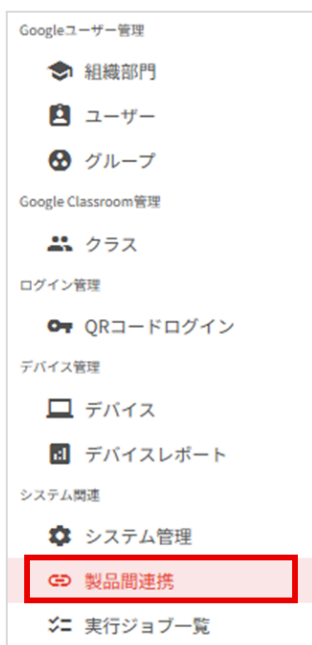 Googleユーザー管理
組織部門
ユーザー
グループ
Google Classroom管理
クラス
ログイン管理
QRコードログイン
デバイス管理
デバイス
デバイスレポート
システム関連
システム管理
製品間連携
実行ジョブ一覧